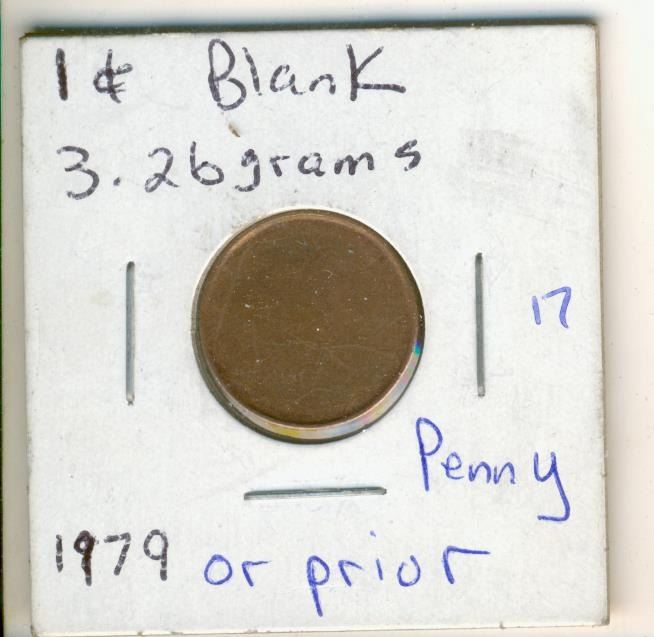 1¢ Blank
3.26grams
17
Penny
1979 or prior